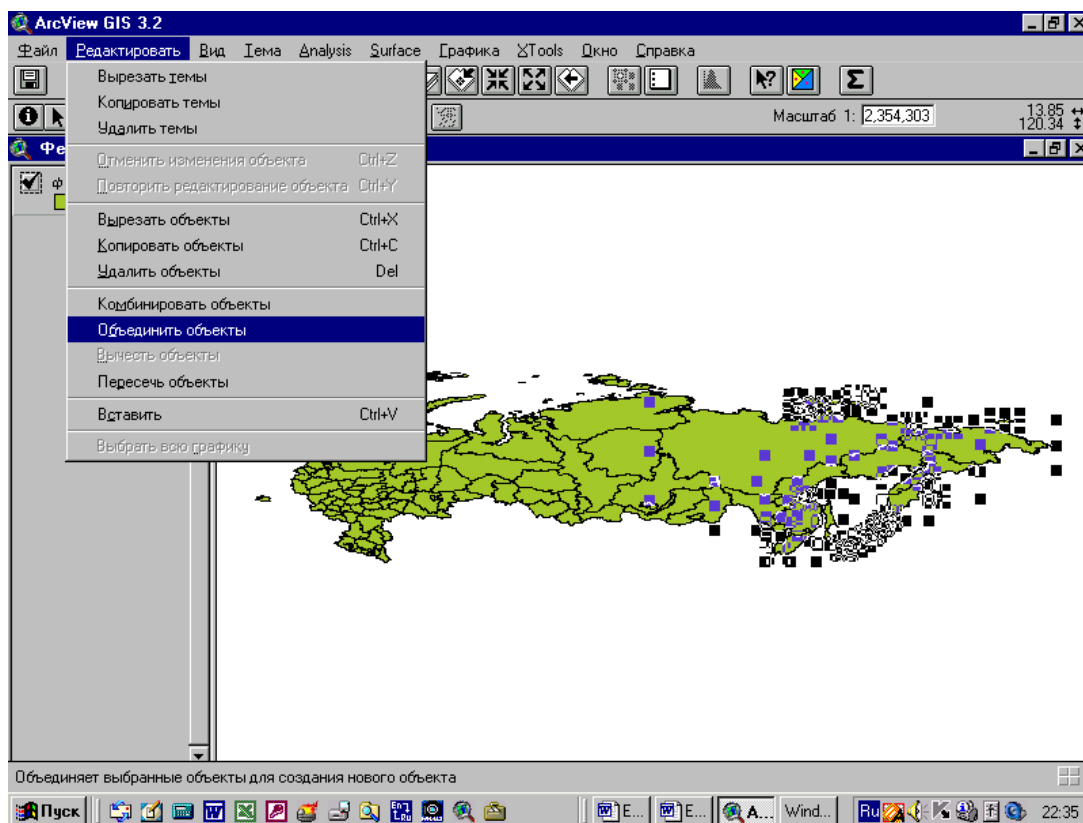 ArcView GIS 3.2
Файл Редактировать Вид Тема Analysis Surface Графика XTools Окно Справка
Масштаб 1: 2,354,303
13.85
120.34
Фе
ф
Вырезать темы
Копировать темы
Удалить темы
Отменить изменения объекта Ctrl+Z
Повторить редактирование объекта Ctrl+Y
Вырезать объекты Ctrl+X
Копировать объекты Ctrl+C
Удалить объекты Del
Комбинировать объекты
Объединить объекты
Вычесть объекты
Пересечь объекты
Вставить Ctrl+V
Выбрать всю графику
Объединяет выбранные объекты для создания нового объекта
Пуск E... E... A... Wind... Ru 22:35